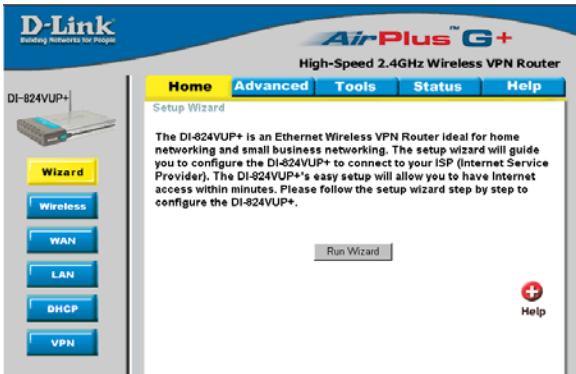 D-Link
Building Networks for People
AirPlus™ G+
High-Speed 2.4GHz Wireless VPN Router
DI-824VUP+
Home
Advanced
Tools
Status
Help
Setup Wizard
The DI-824VUP+ is an Ethernet Wireless VPN Router ideal for home
networking and small business networking. The setup wizard will guide
you to configure the DI-824VUP+ to connect to your ISP (Internet Service
Provider). The DI-824VUP+'s easy setup will allow you to have Internet
access within minutes. Please follow the setup wizard step by step to
configure the DI-824VUP+.
Run Wizard
Help
Wizard
Wireless
WAN
LAN
DHCP
VPN